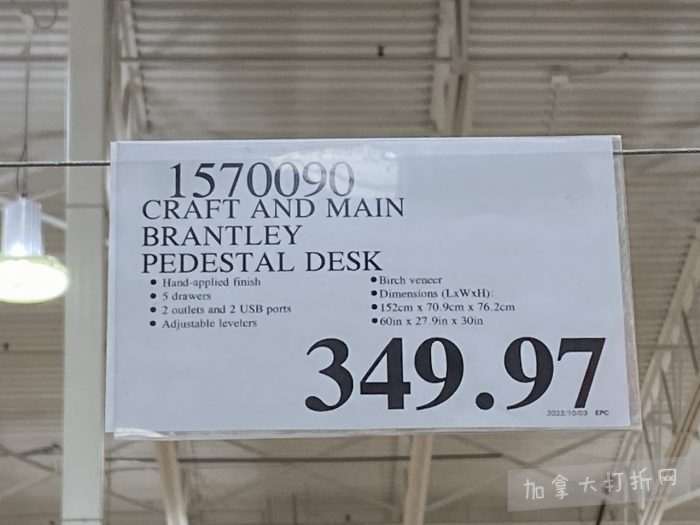 1570090
CRAFT AND MAIN
BRANTLEY
PEDESTAL DESK
• Hand-applied finish
• 5 drawers
• 2 outlets and 2 USB ports
• Adjustable levelers
• Birch veneer
• Dimensions (LxWxH):
• 152cm x 70.9cm x 76.2cm
• 60in x 27.9in x 30in
349.97
2022/10/03 EPC
加拿大打折网